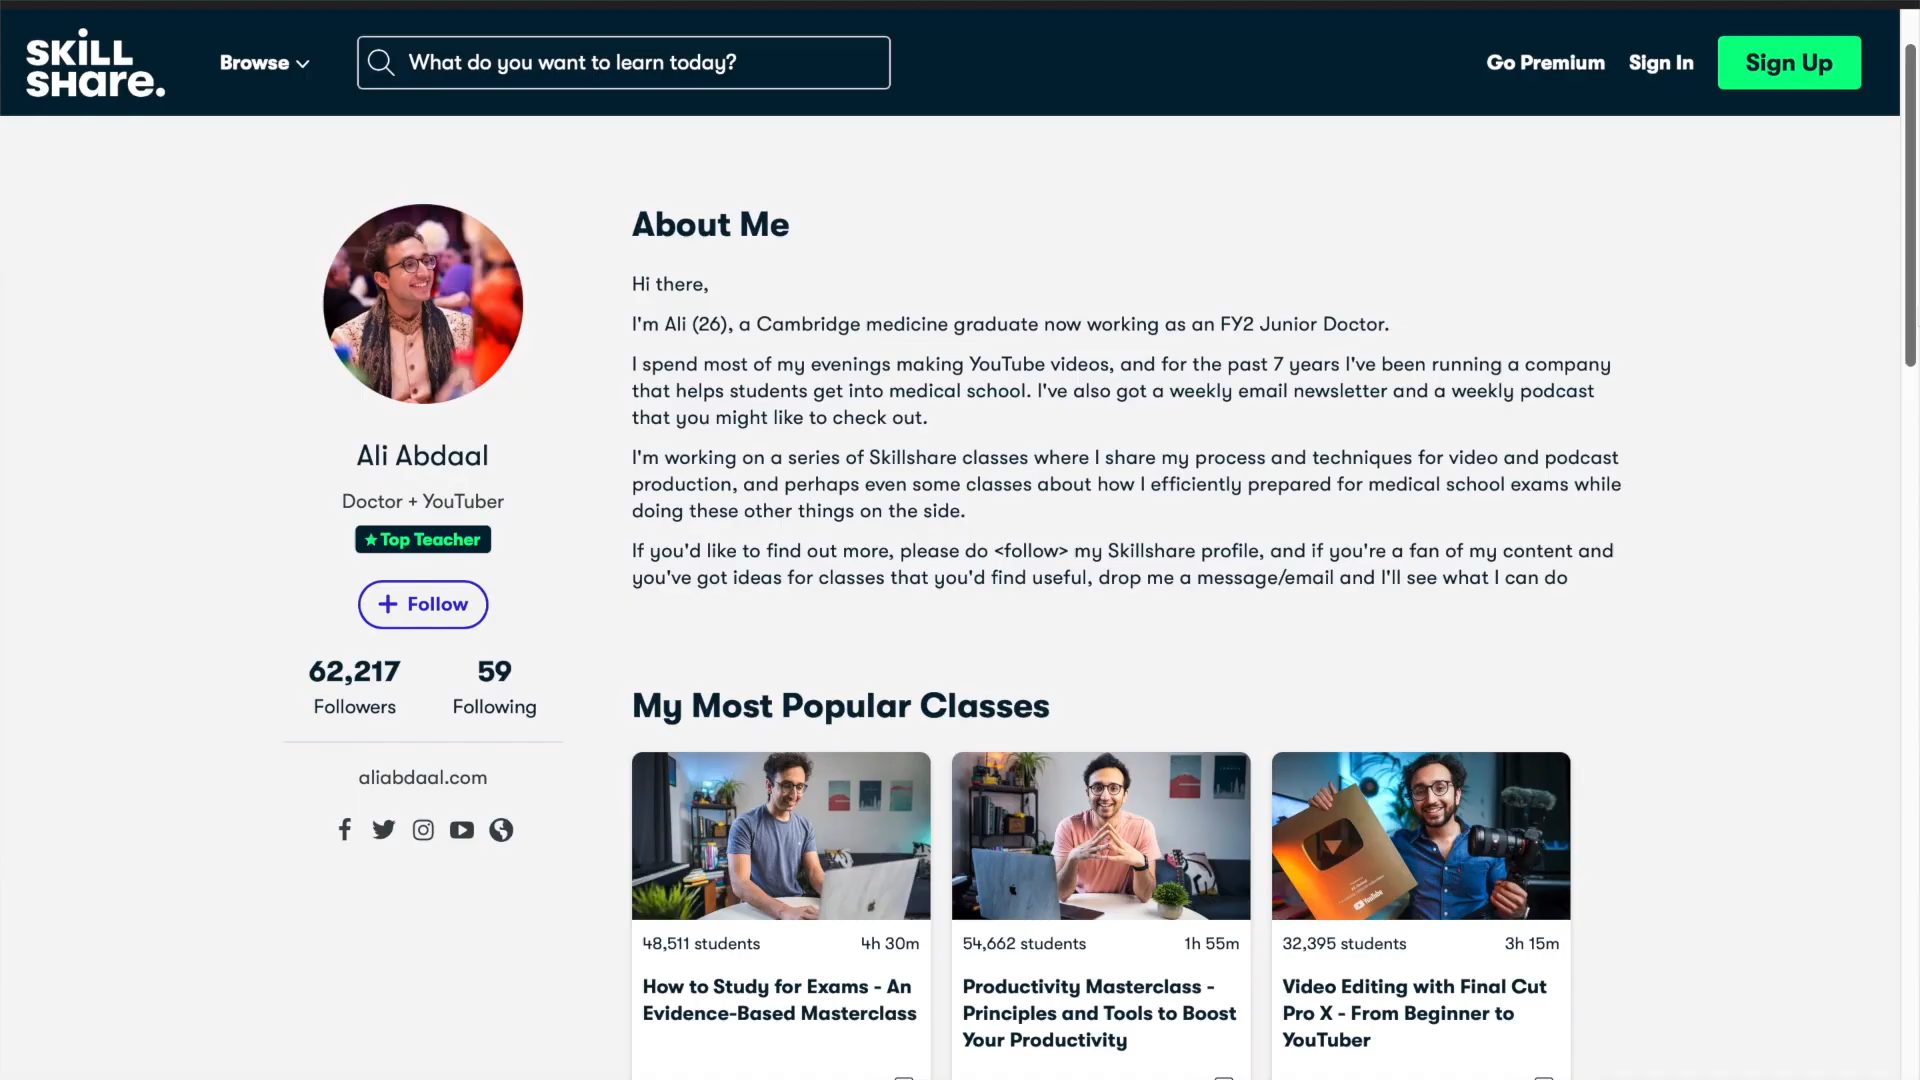 SKILL
SHare.
Browse
What do you want to learn today?
Go Premium
Sign In
Sign Up
Ali Abdaal
Doctor + YouTuber
★ Top Teacher
+ Follow
62,217
Followers
59
Following
aliabdaal.com
About Me
Hi there,
I'm Ali (26), a Cambridge medicine graduate now working as an FY2 Junior Doctor.
I spend most of my evenings making YouTube videos, and for the past 7 years I've been running a company
that helps students get into medical school. I've also got a weekly email newsletter and a weekly podcast
that you might like to check out.
I'm working on a series of Skillshare classes where I share my process and techniques for video and podcast
production, and perhaps even some classes about how I efficiently prepared for medical school exams while
doing these other things on the side.
If you'd like to find out more, please do <follow> my Skillshare profile, and if you're a fan of my content and
you've got ideas for classes that you'd find useful, drop me a message/email and I'll see what I can do
My Most Popular Classes
48,511 students
4h 30m
How to Study for Exams - An
Evidence-Based Masterclass
54,662 students
1h 55m
Productivity Masterclass -
Principles and Tools to Boost
Your Productivity
YouTube
32,395 students
3h 15m
Video Editing with Final Cut
Pro X - From Beginner to
YouTuber